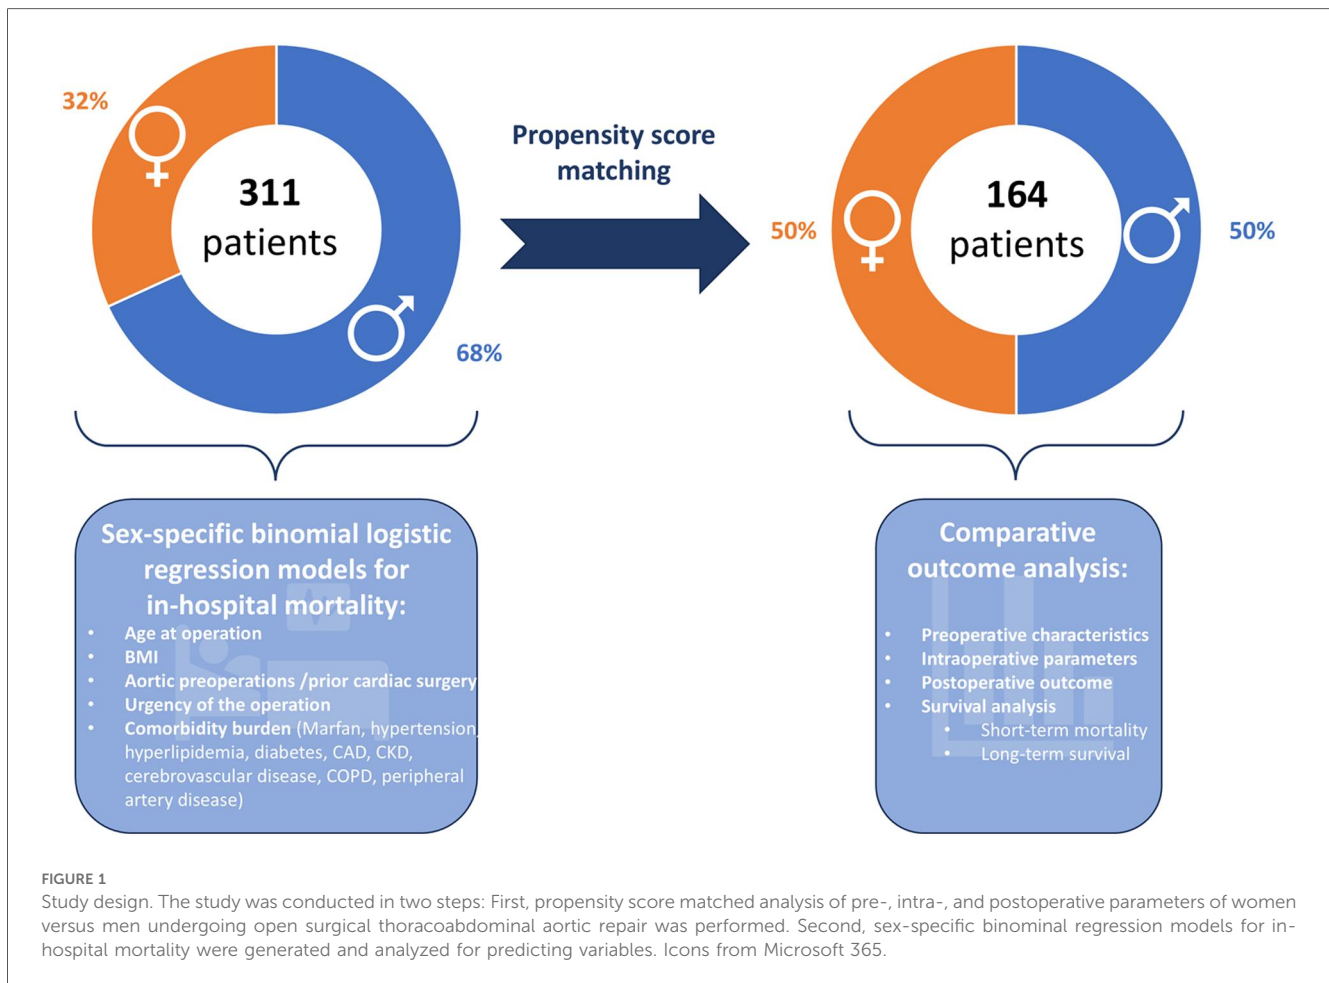 32%
311
patients
68%
Propensity score
matching
50%
164
patients
50%
Sex-specific binomial logistic
regression models for
in-hospital mortality:
• Age at operation
• BMI
• Aortic preoperations /prior cardiac surgery
• Urgency of the operation
• Comorbidity burden (Marfan, hypertension,
hyperlipidemia, diabetes, CAD, CKD,
cerebrovascular disease, COPD, peripheral
artery disease)
Comparative
outcome analysis:
• Preoperative characteristics
• Intraoperative parameters
• Postoperative outcome
• Survival analysis
• Short-term mortality
• Long-term survival
FIGURE 1
Study design. The study was conducted in two steps: First, propensity score matched analysis of pre-, intra-, and postoperative parameters of women
versus men undergoing open surgical thoracoabdominal aortic repair was performed. Second, sex-specific binominal regression models for in-
hospital mortality were generated and analyzed for predicting variables. Icons from Microsoft 365.